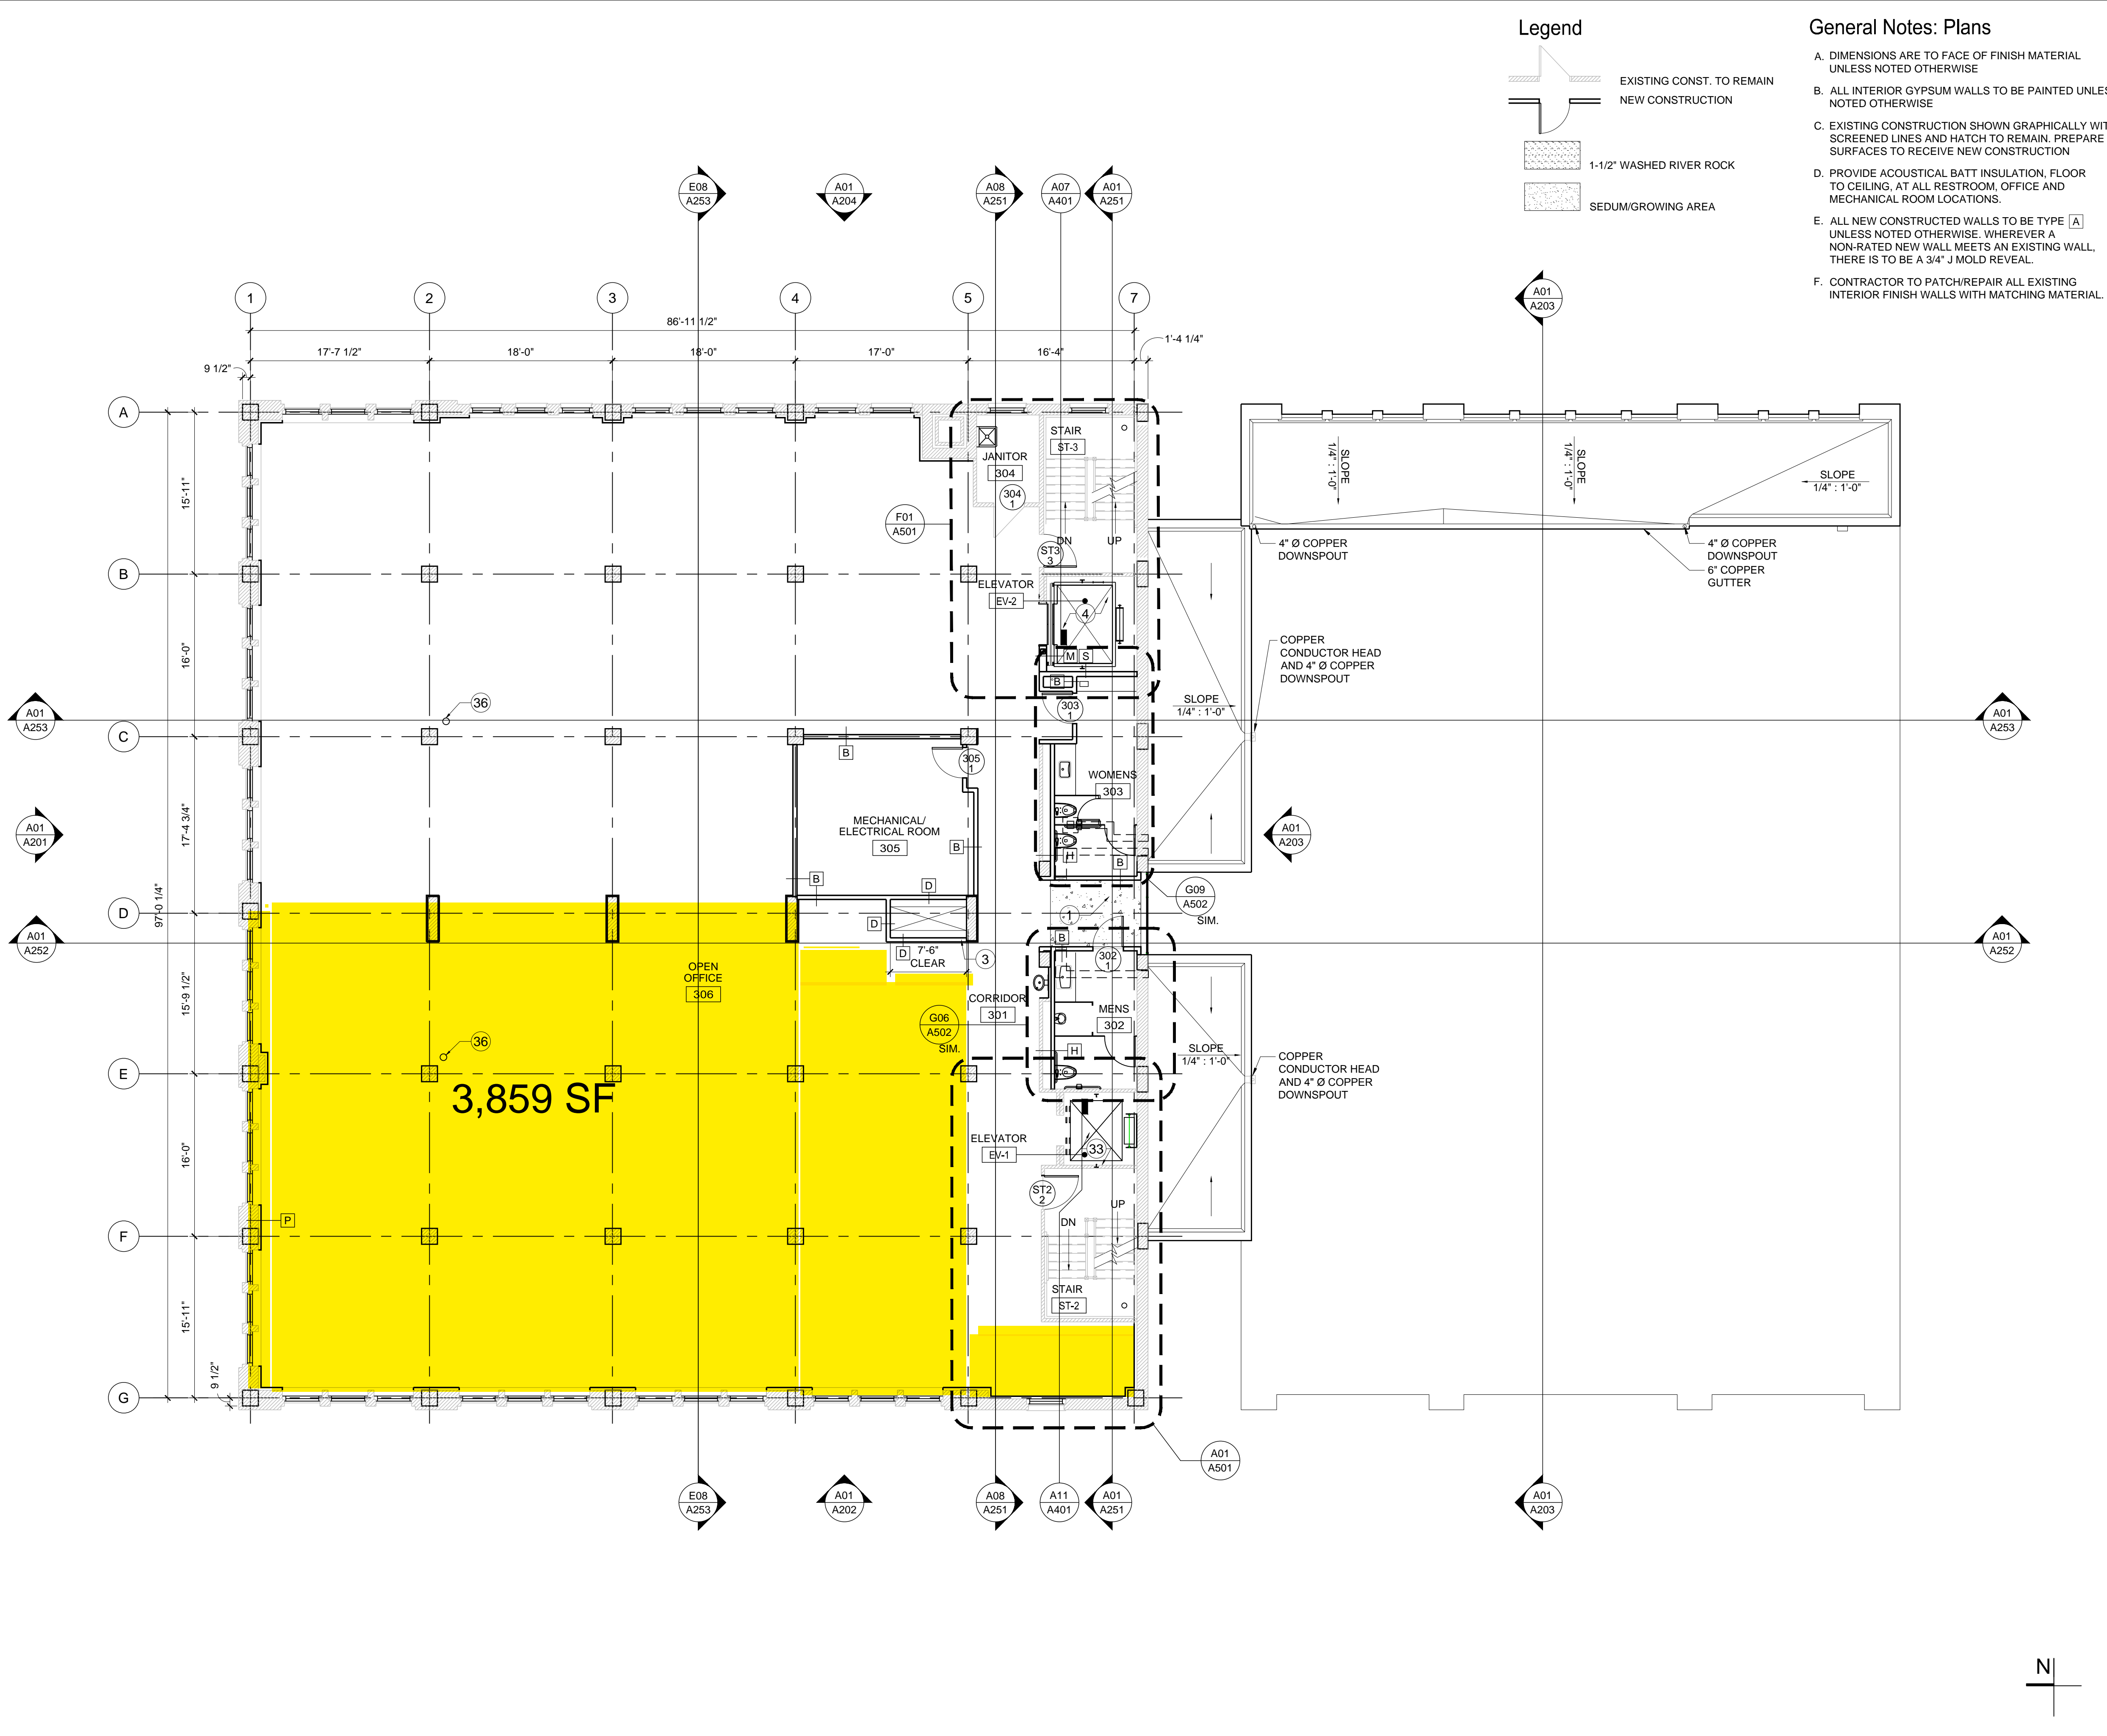 Legend
EXISTING CONST. TO REMAIN
NEW CONSTRUCTION
1-1/2" WASHED RIVER ROCK
SEDUM/GROWING AREA
General Notes: Plans
A. DIMENSIONS ARE TO FACE OF FINISH MATERIAL
UNLESS NOTED OTHERWISE
B. ALL INTERIOR GYPSUM WALLS TO BE PAINTED
NOTED OTHERWISE
C. EXISTING CONSTRUCTION SHOWN GRAPHICALLY
SCREENED LINES AND HATCH TO REMAIN. PREPARE
SURFACES TO RECEIVE NEW CONSTRUCTION
D. PROVIDE ACOUSTICAL BATT INSULATION, FLOOR
TO CEILING, AT ALL RESTROOM, OFFICE AND
MECHANICAL ROOM LOCATIONS.
E. ALL NEW CONSTRUCTED WALLS TO BE TYPE A
UNLESS NOTED OTHERWISE. WHEREVER A
NON-RATED NEW WALL MEETS AN EXISTING WALL,
THERE IS TO BE A 3/4" J MOLD REVEAL.
F. CONTRACTOR TO PATCH/REPAIR ALL EXISTING
INTERIOR FINISH WALLS WITH MATCHING MATERIAL.
E08
A253
A01
A204
A08
A251
A07
A401
A01
A251
A01
A203
1
2
3
4
5
7
86'-11 1/2"
17'-7 1/2"
18'-0"
18'-0"
17'-0"
16'-4"
1'-4 1/4"
9 1/2"
A
B
C
D
E
F
G
15'-11"
16'-0"
17'-4 3/4"
97'-0 1/4"
15'-9 1/2"
16'-0"
15'-11"
9 1/2"
STAIR
ST-3
JANITOR
304
304
1
F01
A501
DN
UP
ST3
3
ELEVATOR
EV-2
4
M
S
B
303
1
36
A01
A253
A01
A253
B
305
1
WOMENS
303
MECHANICAL/
ELECTRICAL ROOM
305
B
B
D
D
D
H
B
A01
A201
A01
A203
G09
A502
SIM.
1
B
A01
A252
A01
A252
7'-6"
CLEAR
3
302
1
OPEN
OFFICE
306
CORRIDOR
301
MENS
302
G06
A502
SIM.
H
36
3,859 SF
ELEVATOR
EV-1
33
ST2
2
UP
DN
P
STAIR
ST-2
SLOPE
1/4" : 1'-0"
SLOPE
1/4" : 1'-0"
SLOPE
1/4" : 1'-0"
4" Ø COPPER
DOWNSPOUT
4" Ø COPPER
DOWNSPOUT
6" COPPER
GUTTER
COPPER
CONDUCTOR HEAD
AND 4" Ø COPPER
DOWNSPOUT
SLOPE
1/4" : 1'-0"
SLOPE
1/4" : 1'-0"
COPPER
CONDUCTOR HEAD
AND 4" Ø COPPER
DOWNSPOUT
A01
A501
E08
A253
A01
A202
A08
A251
A11
A401
A01
A251
A01
A203
N